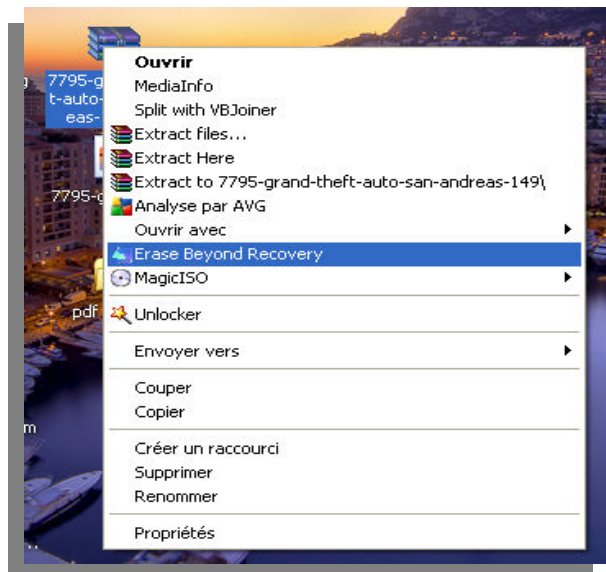 7795-g
t-auto-
eas-
7795-g
pdf
m
Ouvrir
MediaInfo
Split with VBJoiner
Extract files...
Extract Here
Extract to 7795-grand-theft-auto-san-andreas-149\
Analyse par AVG
Ouvrir avec
Erase Beyond Recovery
MagicISO
Unlocker
Envoyer vers
Couper
Copier
Créer un raccourci
Supprimer
Renommer
Propriétés